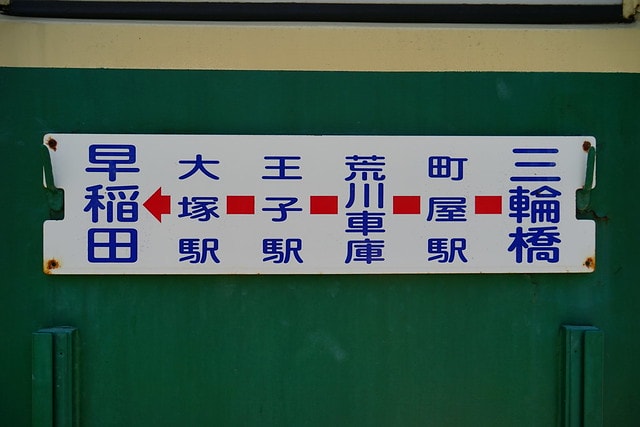 早稲田
大塚駅
王子駅
荒川車庫
町屋駅
三輪橋